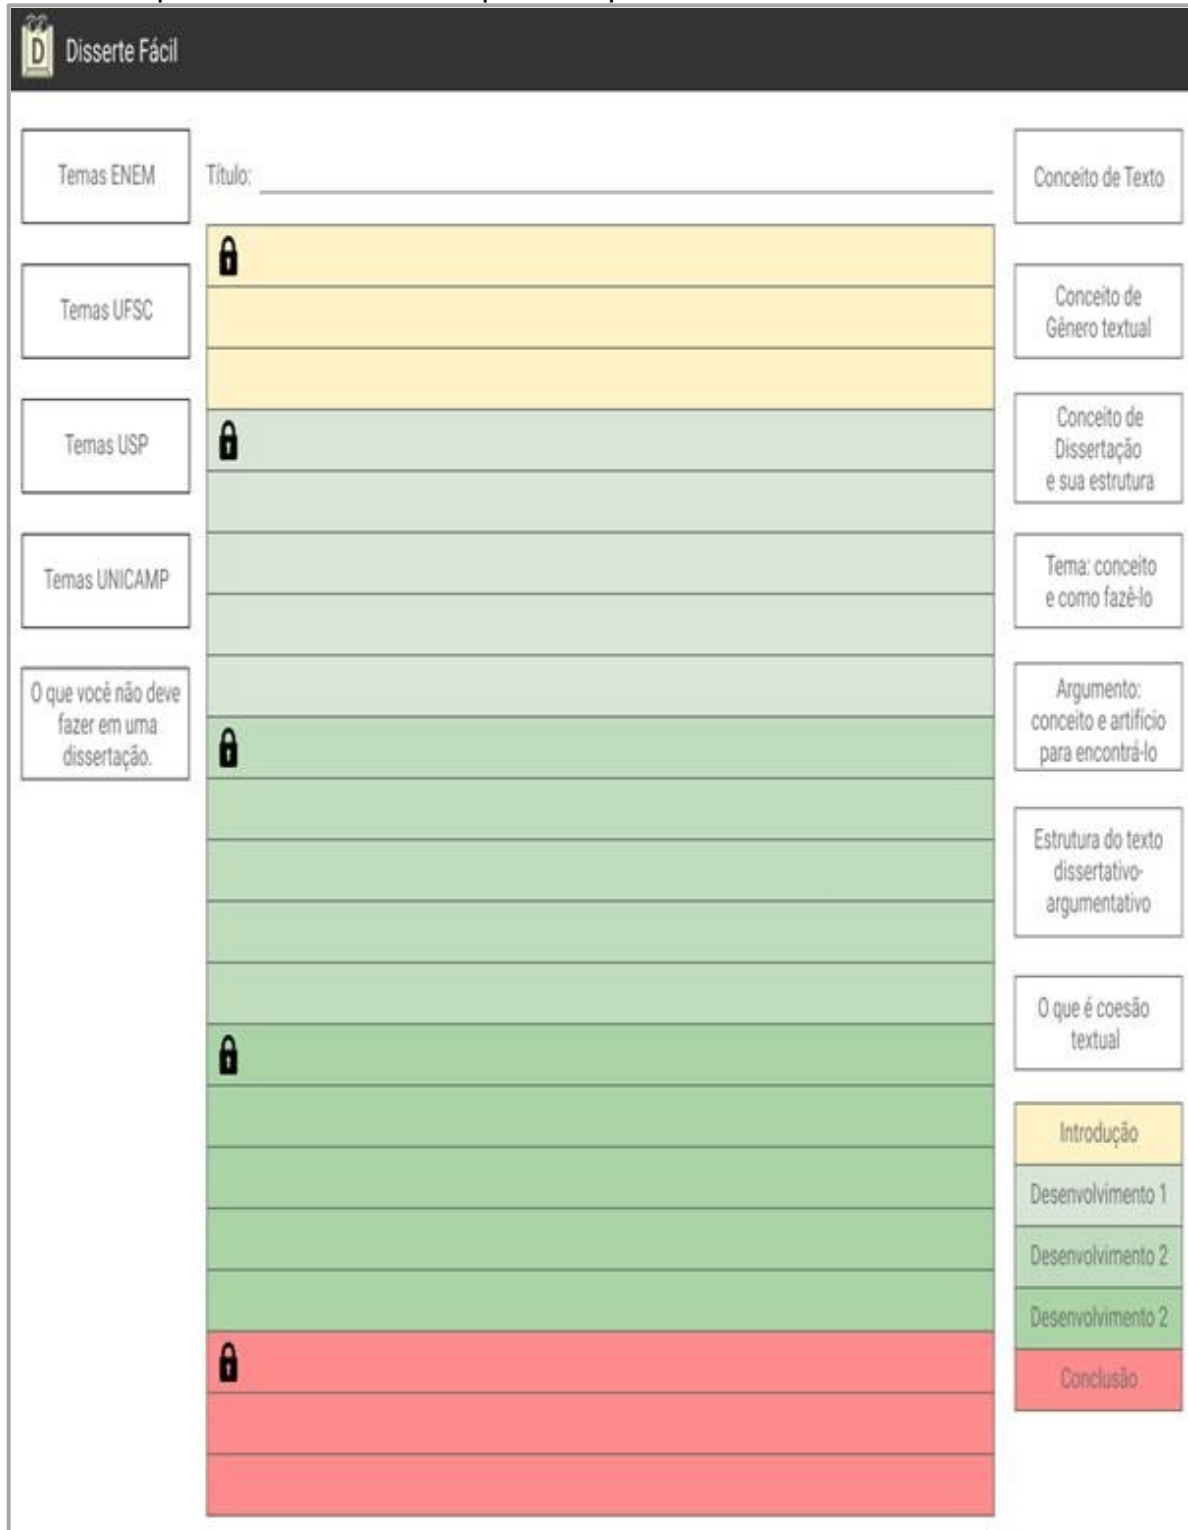 Disserte Fácil
Temas ENEM
Temas UFSC
Temas USP
Temas UNICAMP
O que você não deve
fazer em uma
dissertação.
Título:
Conceito de Texto
Conceito de
Gênero textual
Conceito de
Dissertação
e sua estrutura
Tema: conceito
e como fazê-lo
Argumento:
conceito e artifício
para encontrá-lo
Estrutura do texto
dissertativo-
argumentativo
O que é coesão
textual
Introdução
Desenvolvimento 1
Desenvolvimento 2
Desenvolvimento 2
Conclusão